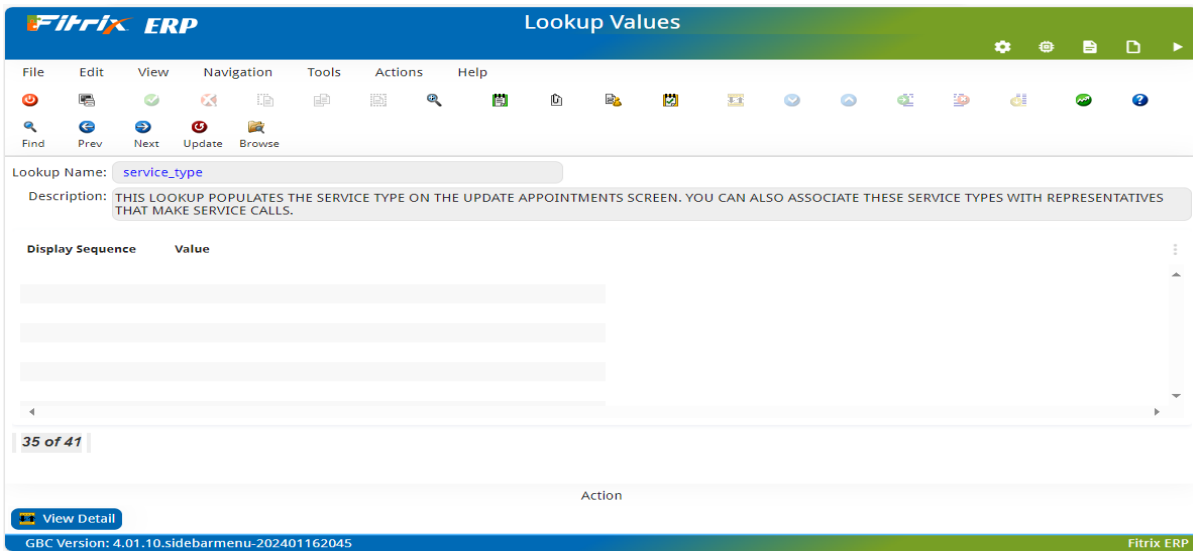 Fitrix ERP
Lookup Values
File Edit View Navigation Tools Actions Help
Find Prev Next Update Browse
Lookup Name: service_type
Description: THIS LOOKUP POPULATES THE SERVICE TYPE ON THE UPDATE APPOINTMENTS SCREEN. YOU CAN ALSO ASSOCIATE THESE SERVICE TYPES WITH REPRESENTATIVES
THAT MAKE SERVICE CALLS.
Display Sequence Value
35 of 41
Action
View Detail
GBC Version: 4.01.10.sidebarmenu-202401162045 Fitrix ERP